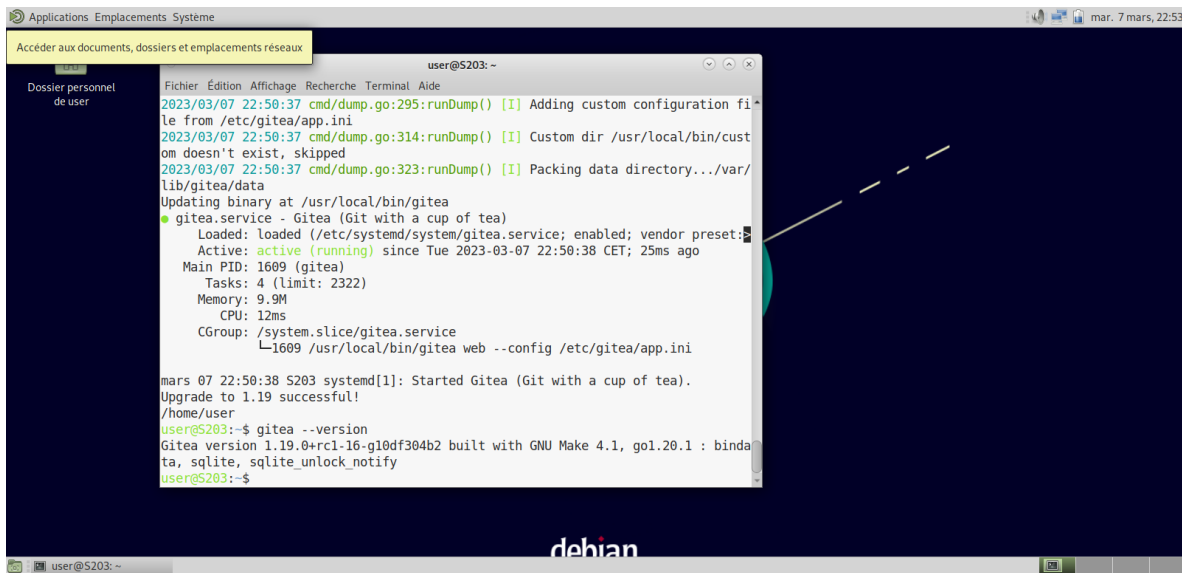 Applications Emplacements Système
mar. 7 mars, 22:53
Accéder aux documents, dossiers et emplacements réseaux
Dossier personnel
de user
user@S203: ~
Fichier Édition Affichage Recherche Terminal Aide
2023/03/07 22:50:37 cmd/dump.go:295:runDump() [I] Adding custom configuration fi
le from /etc/gitea/app.ini
2023/03/07 22:50:37 cmd/dump.go:314:runDump() [I] Custom dir /usr/local/bin/cust
om doesn't exist, skipped
2023/03/07 22:50:37 cmd/dump.go:323:runDump() [I] Packing data directory.../var/
lib/gitea/data
Updating binary at /usr/local/bin/gitea
● gitea.service - Gitea (Git with a cup of tea)
Loaded: loaded (/etc/systemd/system/gitea.service; enabled; vendor preset:>
Active: active (running) since Tue 2023-03-07 22:50:38 CET; 25ms ago
Main PID: 1609 (gitea)
Tasks: 4 (limit: 2322)
Memory: 9.9M
CPU: 12ms
CGroup: /system.slice/gitea.service
└─1609 /usr/local/bin/gitea web --config /etc/gitea/app.ini
mars 07 22:50:38 S203 systemd[1]: Started Gitea (Git with a cup of tea).
Upgrade to 1.19 successful!
/home/user
user@S203:~$ gitea --version
Gitea version 1.19.0+rc1-16-g10df304b2 built with GNU Make 4.1, go1.20.1 : binda
ta, sqlite, sqlite_unlock_notify
user@S203:~$
debian
user@S203: ~